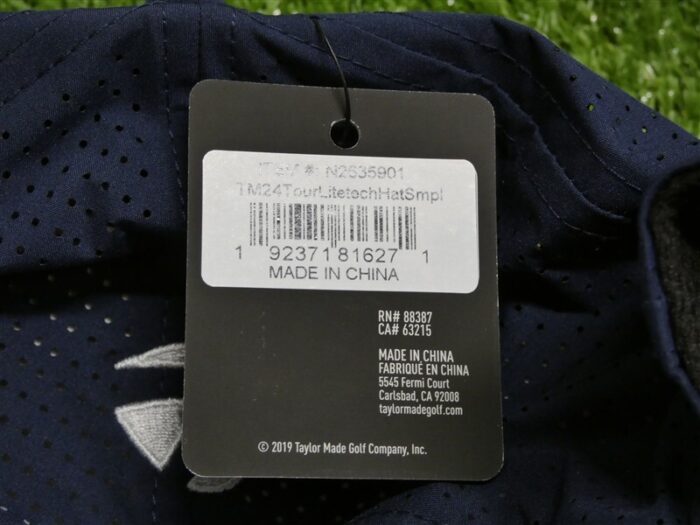 ITEM #: N2635901
TM24TourLitetechHatSmpl
1 92371 81627 1
MADE IN CHINA
RN# 88387
CA# 63215
MADE IN CHINA
FABRIQUÉ EN CHINA
5545 Fermi Court
Carlsbad, CA 92008
taylormadegolf.com
© 2019 Taylor Made Golf Company, Inc.